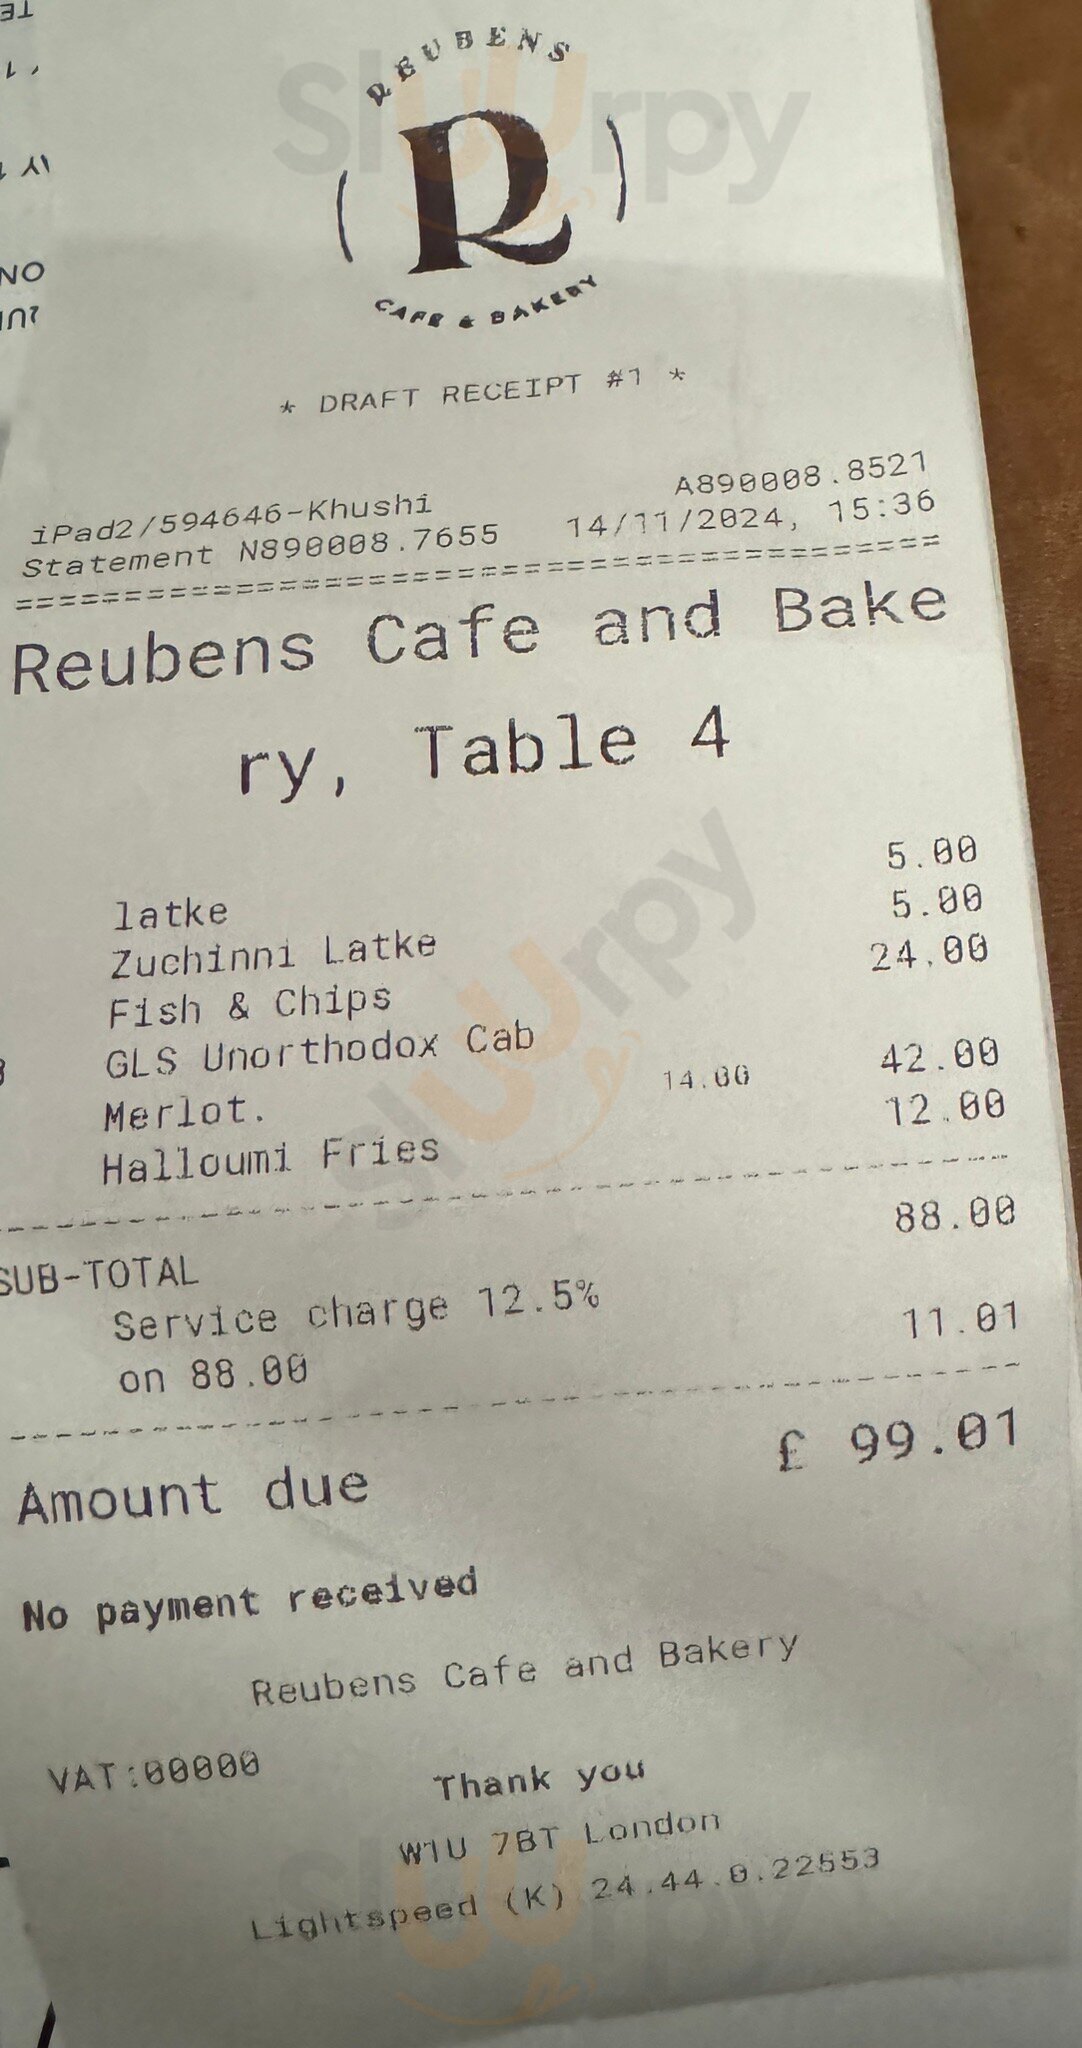 REUBENS
R
CAFE & BAKERY
* DRAFT RECEIPT #1 *
A890008.8521
iPad2/594646-Khushi
Statement N890008.7655 14/11/2024, 15:36
==========================================
Reubens Cafe and Bake
ry, Table 4
latke 5.00
Zuchinni Latke 5.00
Fish & Chips 24.00
GLS Unorthodox Cab
Merlot. 14.00 42.00
Halloumi Fries 12.00
SUB-TOTAL 88.00
Service charge 12.5%
on 88.00 11.01
Amount due £ 99.01
No payment received
Reubens Cafe and Bakery
VAT:00000
Thank you
W1U 7BT London
Lightspeed (K) 24.44.0.22553
Sluurpy
Sluurpy
Sluurpy